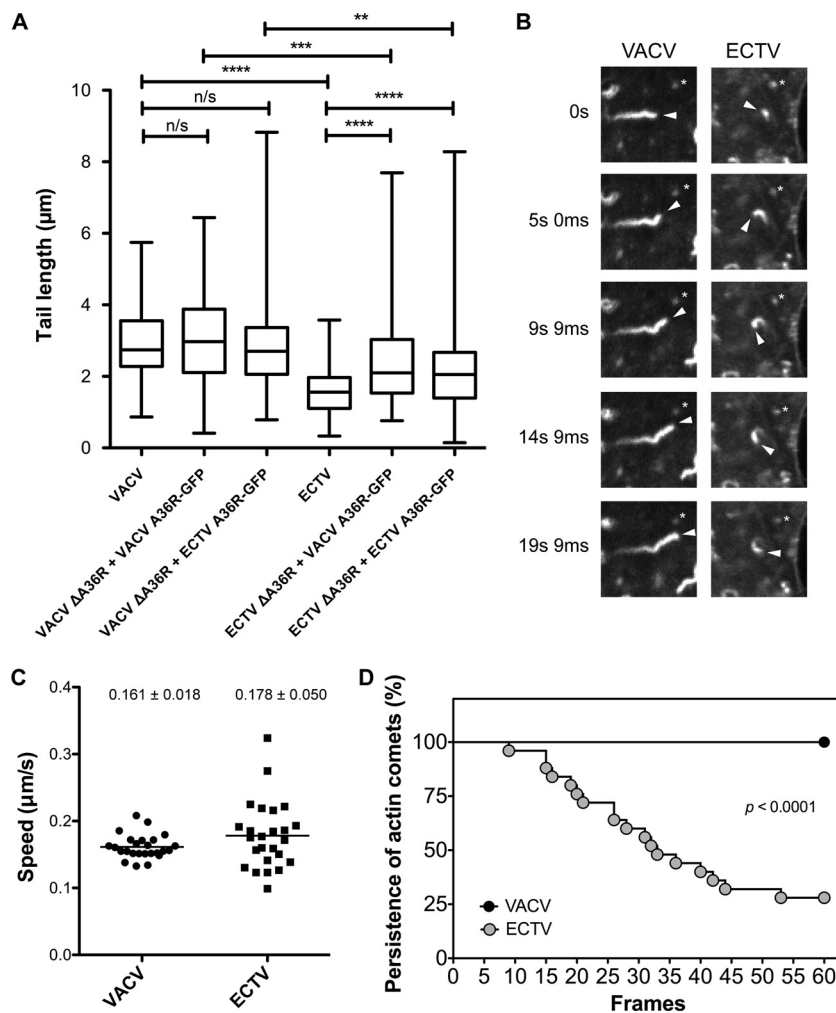 A
**
***
****
n/s
****
n/s
****
10
8
6
4
2
0
Tail length (µm)
VACV
VACV ΔA36R + VACV A36R-GFP
VACV ΔA36R + ECTV A36R-GFP
ECTV
ECTV ΔA36R + VACV A36R-GFP
ECTV ΔA36R + ECTV A36R-GFP
B
VACV ECTV
0s
* *
5s 0ms
* *
9s 9ms
* *
14s 9ms
* *
19s 9ms
* *
C
0.161 ± 0.018 0.178 ± 0.050
0.4
0.3
0.2
0.1
0.0
Speed (µm/s)
VACV
ECTV
D
Persistence of actin comets (%)
100
75
50
25
0
p < 0.0001
VACV
ECTV
0 5 10 15 20 25 30 35 40 45 50 55 60
Frames